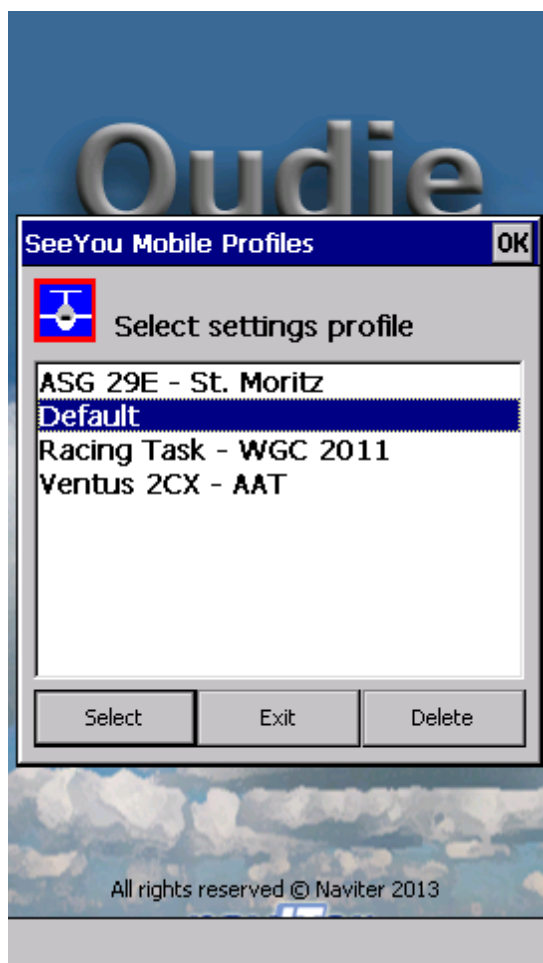 Oudie
SeeYou Mobile Profiles OK
Select settings profile
ASG 29E - St. Moritz
Default
Racing Task - WGC 2011
Ventus 2CX - AAT
Select Exit Delete
All rights reserved © Naviter 2013